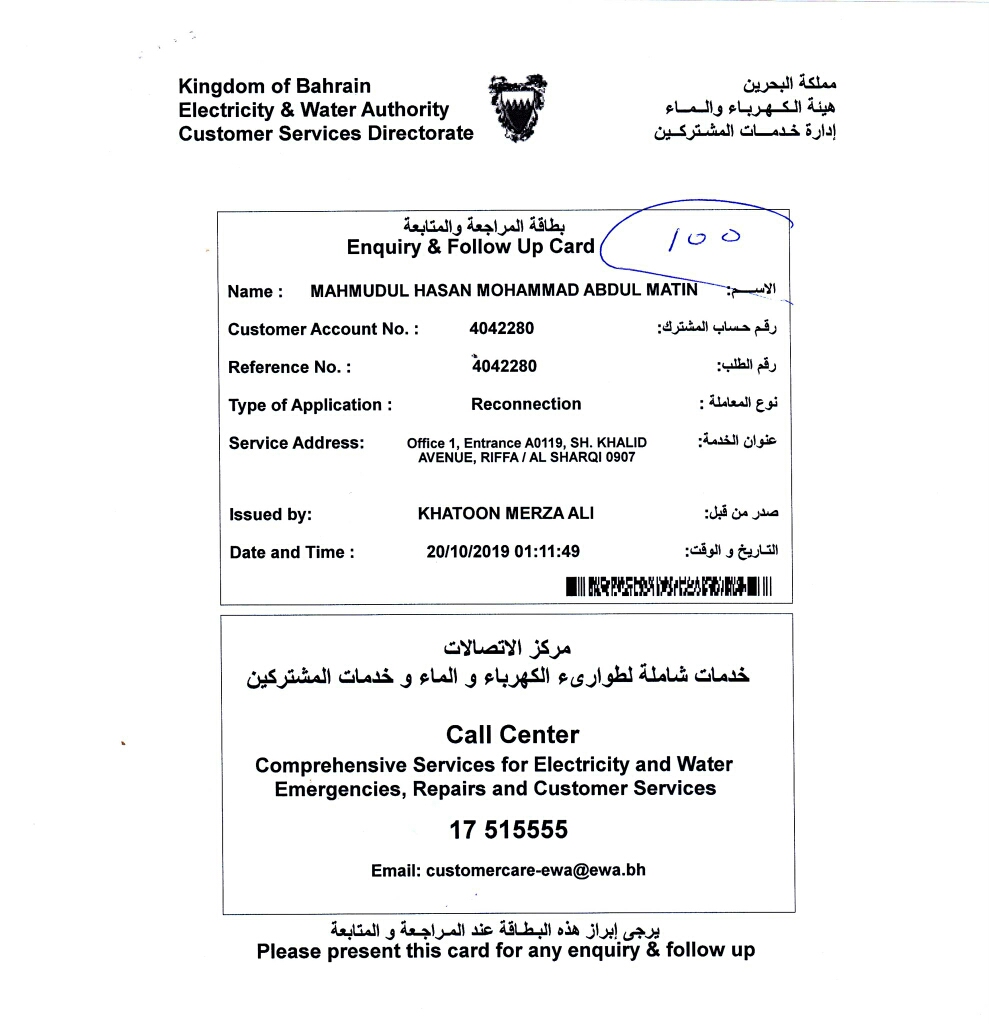 Kingdom of Bahrain
Electricity & Water Authority
Customer Services Directorate
مملكة البحرين
هيئة الكهرباء والماء
إدارة خدمات المشتركين
بطاقة المراجعة والمتابعة
Enquiry & Follow Up Card
100
Name : MAHMUDUL HASAN MOHAMMAD ABDUL MATIN الاسم:
Customer Account No. : 4042280 رقم حساب المشترك:
Reference No. : 4042280 رقم الطلب:
Type of Application : Reconnection نوع المعاملة :
Service Address: Office 1, Entrance A0119, SH. KHALID عنوان الخدمة:
AVENUE, RIFFA / AL SHARQI 0907
Issued by: KHATOON MERZA ALI صدر من قبل:
Date and Time : 20/10/2019 01:11:49 التاريخ و الوقت:
مركز الاتصالات
خدمات شاملة لطوارىء الكهرباء و الماء و خدمات المشتركين
Call Center
Comprehensive Services for Electricity and Water
Emergencies, Repairs and Customer Services
17 515555
Email: customercare-ewa@ewa.bh
يرجى إبراز هذه البطاقة عند المراجعة و المتابعة
Please present this card for any enquiry & follow up